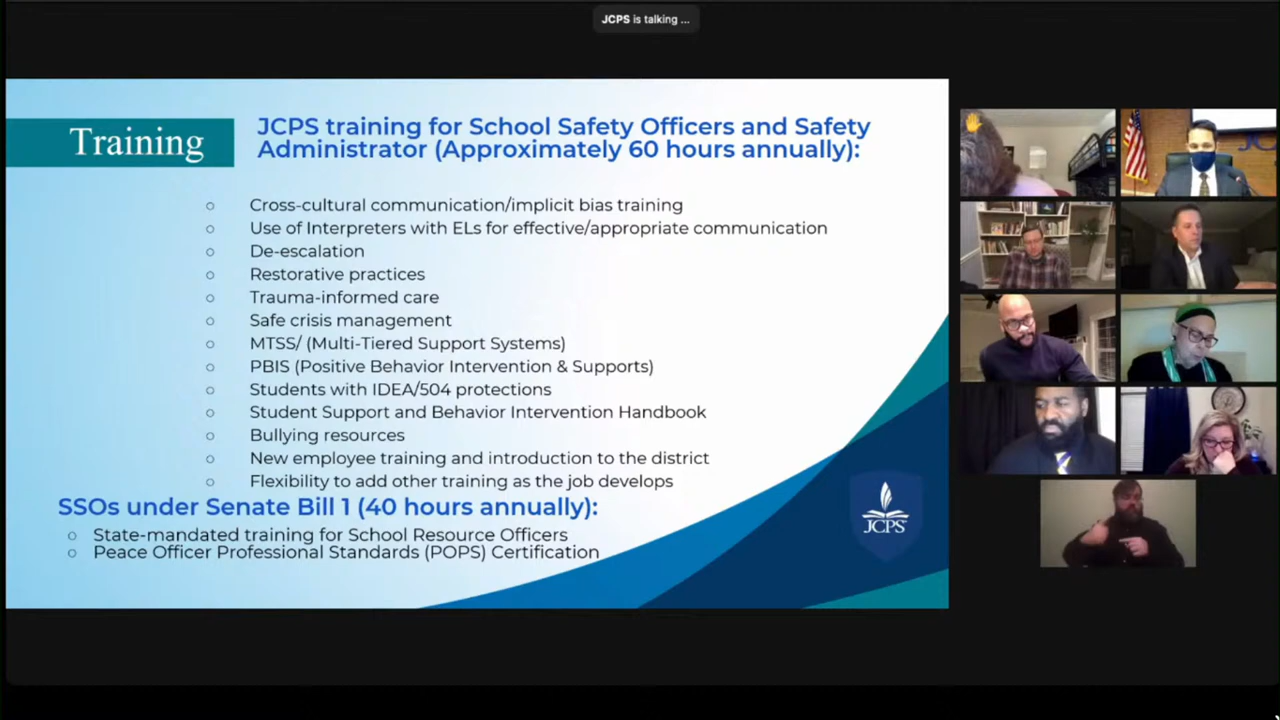 JCPS is talking ...
Training
JCPS training for School Safety Officers and Safety
Administrator (Approximately 60 hours annually):
○ Cross-cultural communication/implicit bias training
○ Use of Interpreters with ELs for effective/appropriate communication
○ De-escalation
○ Restorative practices
○ Trauma-informed care
○ Safe crisis management
○ MTSS/ (Multi-Tiered Support Systems)
○ PBIS (Positive Behavior Intervention & Supports)
○ Students with IDEA/504 protections
○ Student Support and Behavior Intervention Handbook
○ Bullying resources
○ New employee training and introduction to the district
○ Flexibility to add other training as the job develops
SSOs under Senate Bill 1 (40 hours annually):
○ State-mandated training for School Resource Officers
○ Peace Officer Professional Standards (POPS) Certification
JCPS